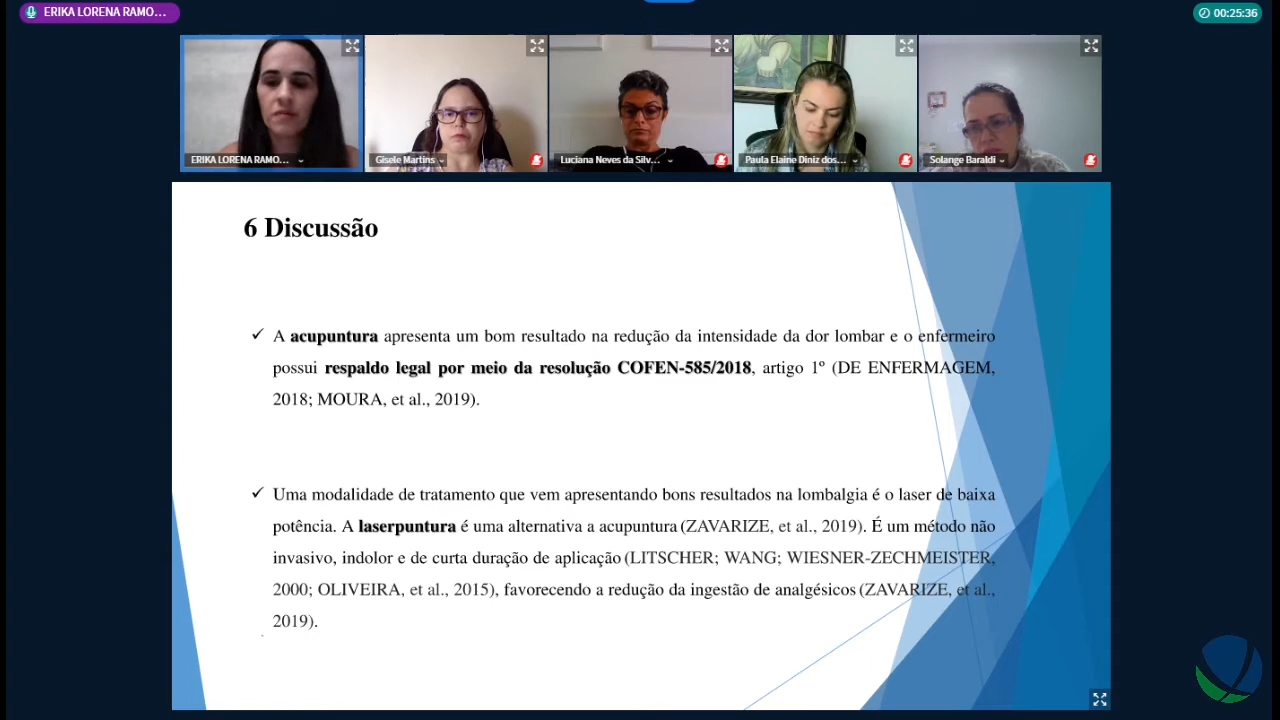 ERIKA LORENA RAMO...
00:25:36
ERIKA LORENA RAMO...
Gisele Martins
Luciana Neves da Silv...
Paula Elaine Diniz dos...
Solange Baraldi
6 Discussão
✓ A acupuntura apresenta um bom resultado na redução da intensidade da dor lombar e o enfermeiro
possui respaldo legal por meio da resolução COFEN-585/2018, artigo 1º (DE ENFERMAGEM,
2018; MOURA, et al., 2019).
✓ Uma modalidade de tratamento que vem apresentando bons resultados na lombalgia é o laser de baixa
potência. A laserpuntura é uma alternativa a acupuntura (ZAVARIZE, et al., 2019). É um método não
invasivo, indolor e de curta duração de aplicação (LITSCHER; WANG; WIESNER-ZECHMEISTER,
2000; OLIVEIRA, et al., 2015), favorecendo a redução da ingestão de analgésicos (ZAVARIZE, et al.,
2019).